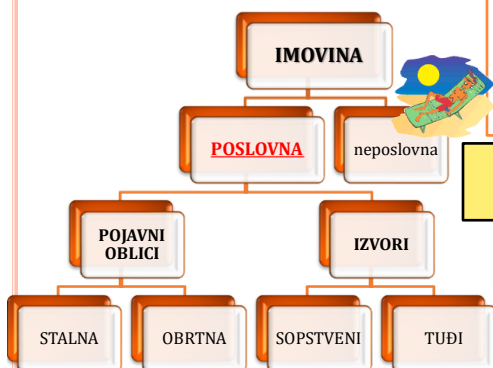 IMOVINA
POSLOVNA
neposlovna
POJAVNI
OBLICI
IZVORI
STALNA
OBRTNA
SOPSTVENI
TUĐI